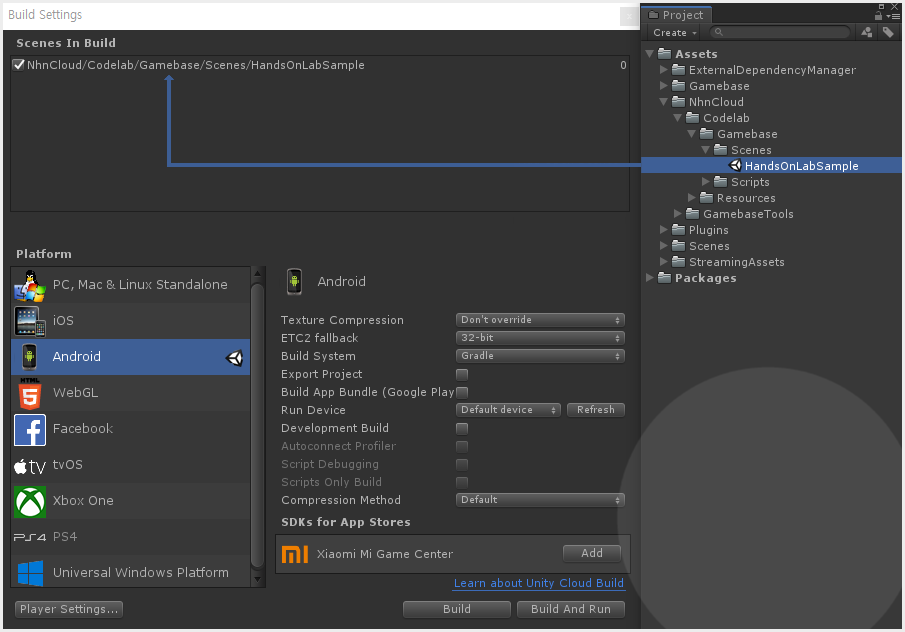 Build Settings
Scenes In Build
NhnCloud/Codelab/Gamebase/Scenes/HandsOnLabSample 0
Platform
PC, Mac & Linux Standalone
iOS
Android
WebGL
HTML
Facebook
tv tvOS
Xbox One
PS4 PS4
Universal Windows Platform
Player Settings...
Android
Texture Compression Don't override
ETC2 fallback 32-bit
Build System Gradle
Export Project
Build App Bundle (Google Play
Run Device Default device Refresh
Development Build
Autoconnect Profiler
Script Debugging
Scripts Only Build
Compression Method Default
SDKs for App Stores
Xiaomi Mi Game Center Add
Learn about Unity Cloud Build
Build Build And Run
Project
Create
Assets
ExternalDependencyManager
Gamebase
NhnCloud
Codelab
Gamebase
Scenes
HandsOnLabSample
Scripts
Resources
GamebaseTools
Plugins
Scenes
StreamingAssets
Packages